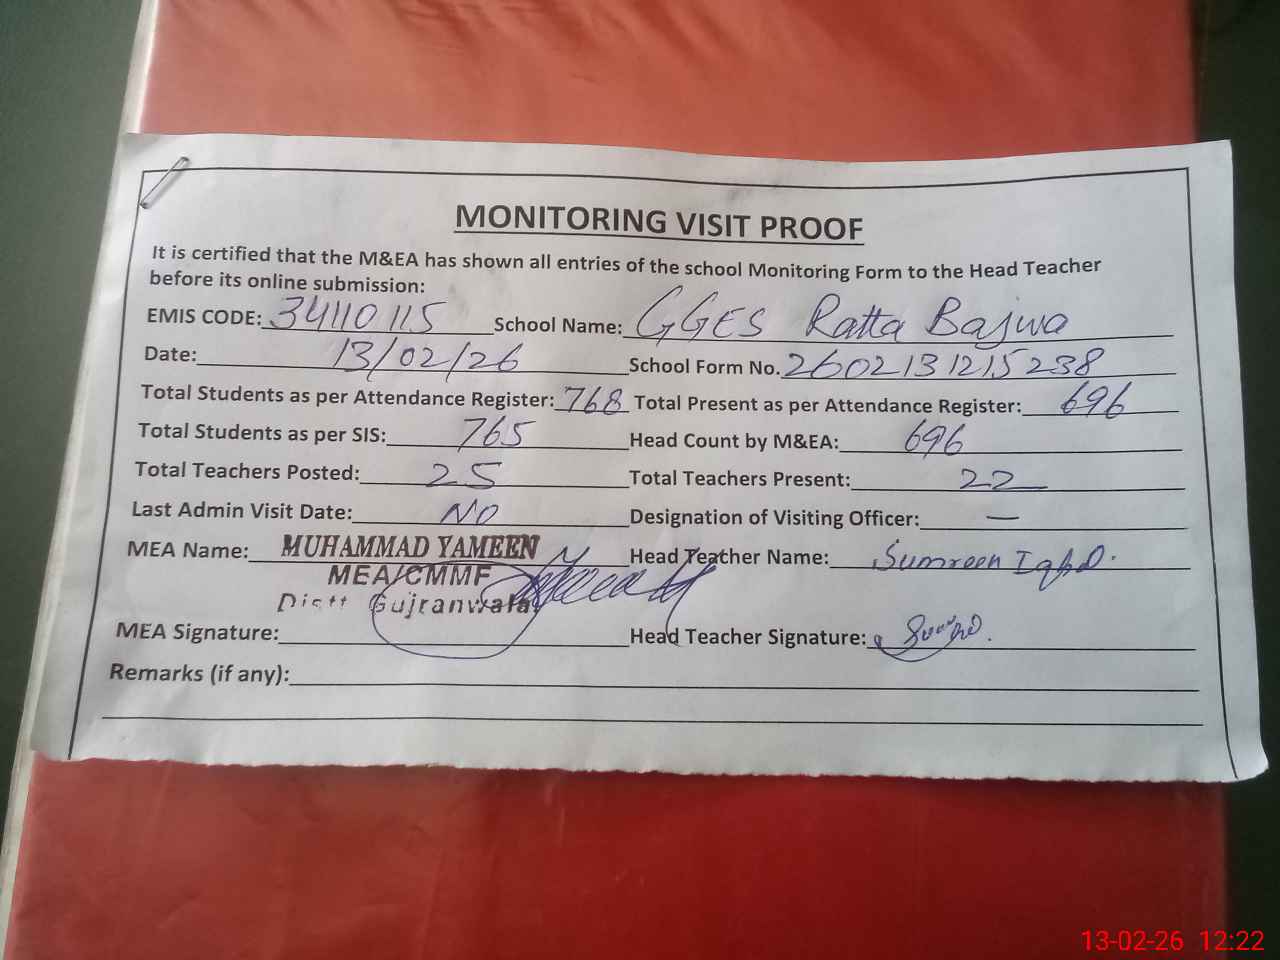 MONITORING VISIT PROOF
It is certified that the M&EA has shown all entries of the school Monitoring Form to the Head Teacher
before its online submission:
EMIS CODE: 34110115 School Name: GGES Ratta Bajwa
Date: 13/02/26 School Form No. 2602131215238
Total Students as per Attendance Register: 768 Total Present as per Attendance Register: 696
Total Students as per SIS: 765 Head Count by M&EA: 696
Total Teachers Posted: 25 Total Teachers Present: 22
Last Admin Visit Date: NO Designation of Visiting Officer: —
MEA Name: MUHAMMAD YAMEEN Head Teacher Name: Sumreen Iqbal.
MEA/CMMF
Distt Gujranwala
MEA Signature: Head Teacher Signature:
Remarks (if any):
13-02-26 12:22